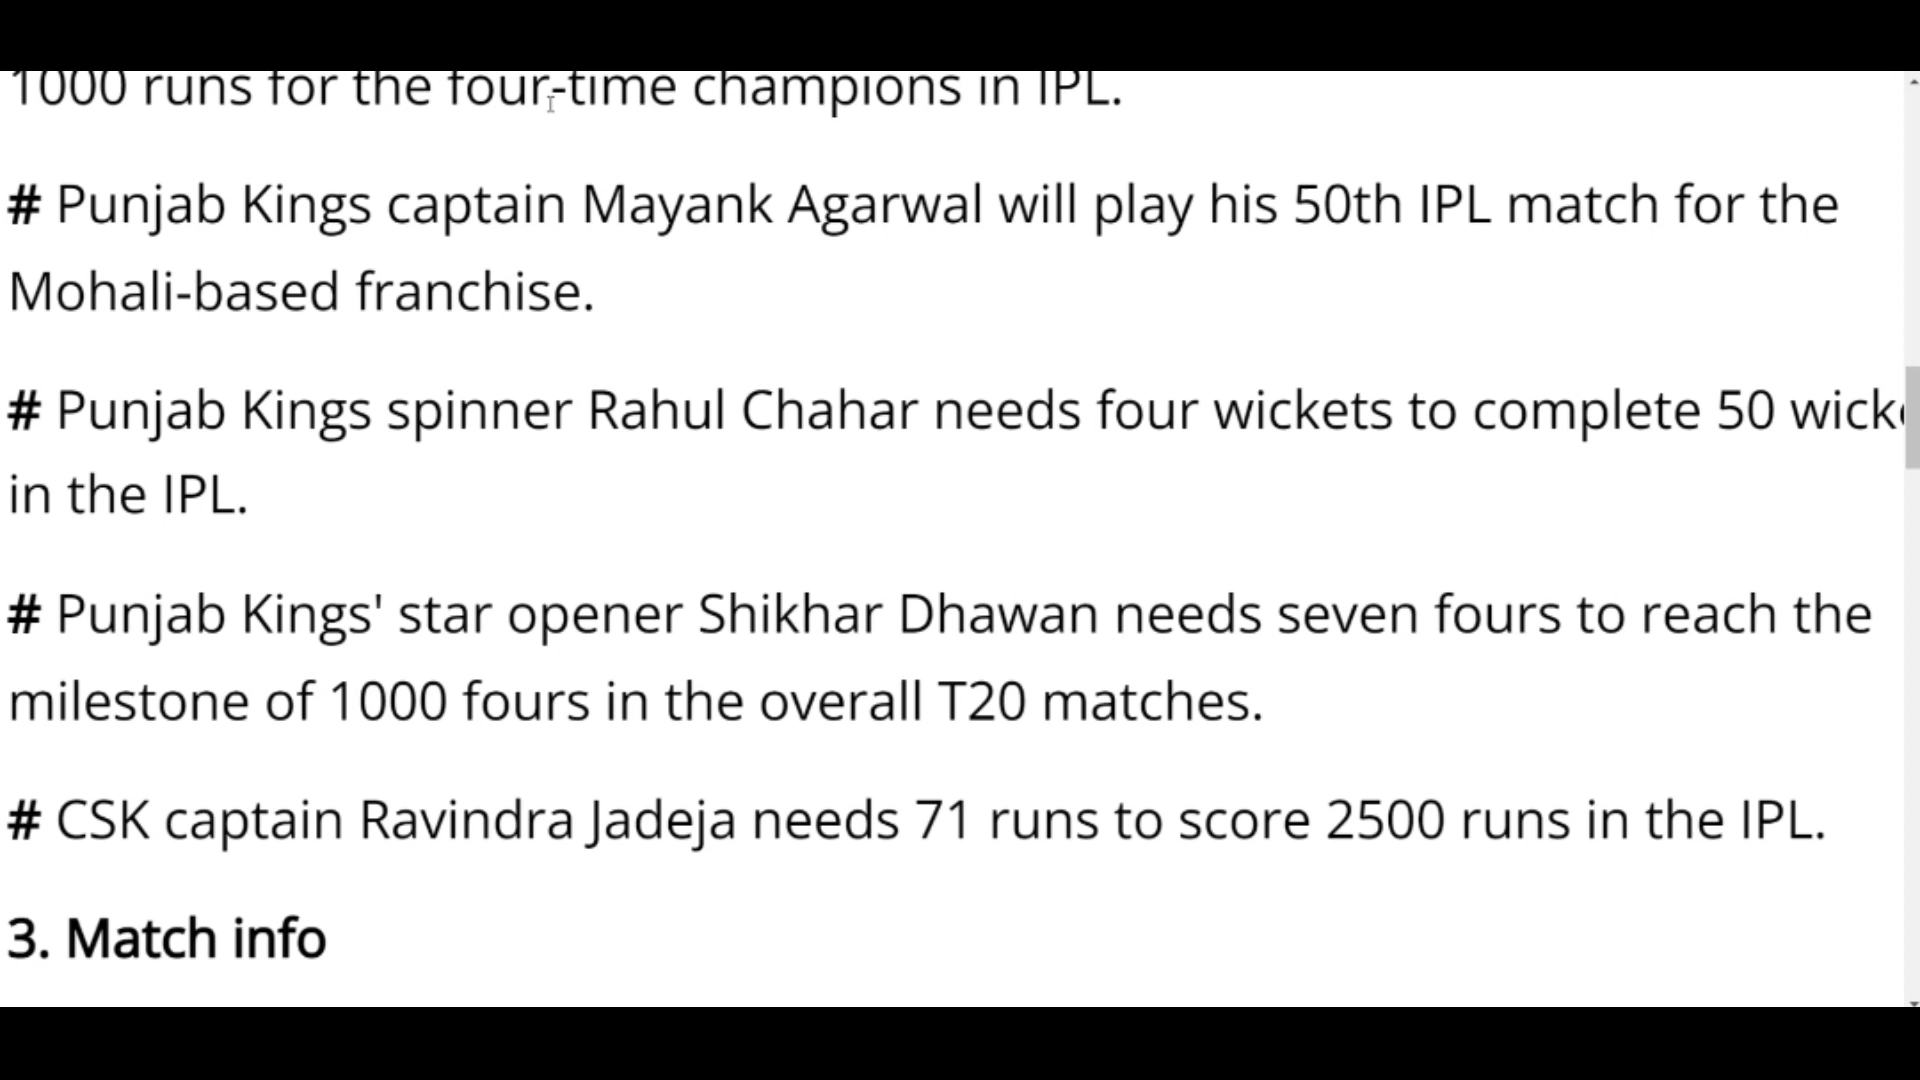 1000 runs for the four-time champions in IPL.
# Punjab Kings captain Mayank Agarwal will play his 50th IPL match for the
Mohali-based franchise.
# Punjab Kings spinner Rahul Chahar needs four wickets to complete 50
in the IPL.
# Punjab Kings' star opener Shikhar Dhawan needs seven fours to reach the
milestone of 1000 fours in the overall T20 matches.
# CSK captain Ravindra Jadeja needs 71 runs to score 2500 runs in the IPL.
3. Match info